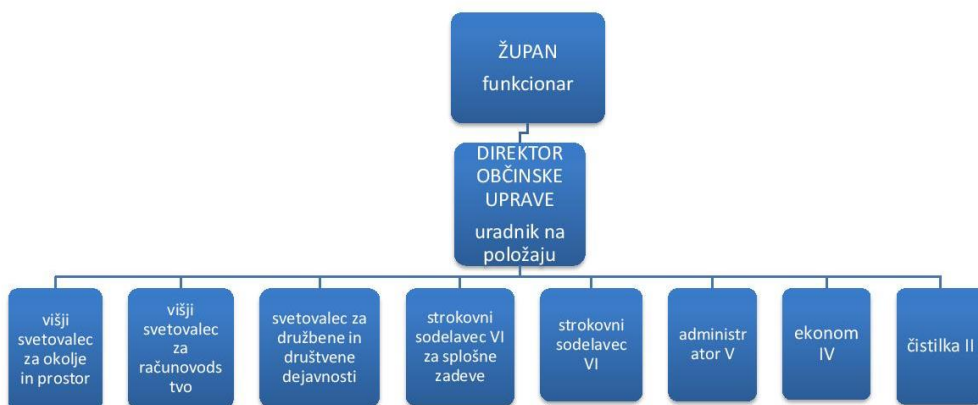 ŽUPAN
funkcionar
DIREKTOR
OBČINSKE
UPRAVE
uradnik na
položaju
višji
svetovalec
za okolje
in prostor
višji
svetovalec
za
računovods
tvo
svetovalec za
družbene in
društvene
dejavnosti
strokovni
sodelavec VI
za splošne
zadeve
strokovni
sodelavec
VI
administr
ator V
ekonom
IV
čistilka II